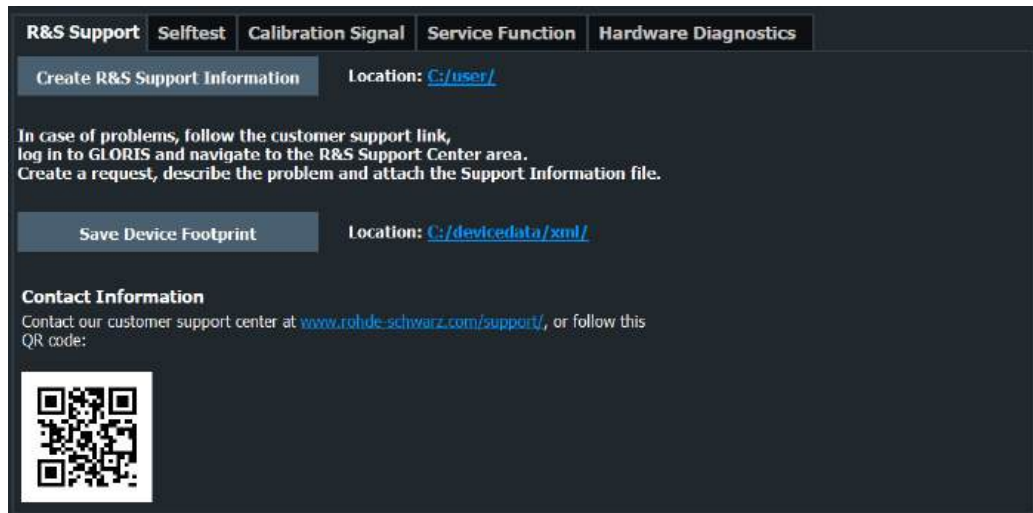 R&S Support Selftest Calibration Signal Service Function Hardware Diagnostics
Create R&S Support Information Location: C:/user/
In case of problems, follow the customer support link,
log in to GLORIS and navigate to the R&S Support Center area.
Create a request, describe the problem and attach the Support Information file.
Save Device Footprint Location: C:/devicedata/xml/
Contact Information
Contact our customer support center at www.rohde-schwarz.com/support/, or follow this
QR code: